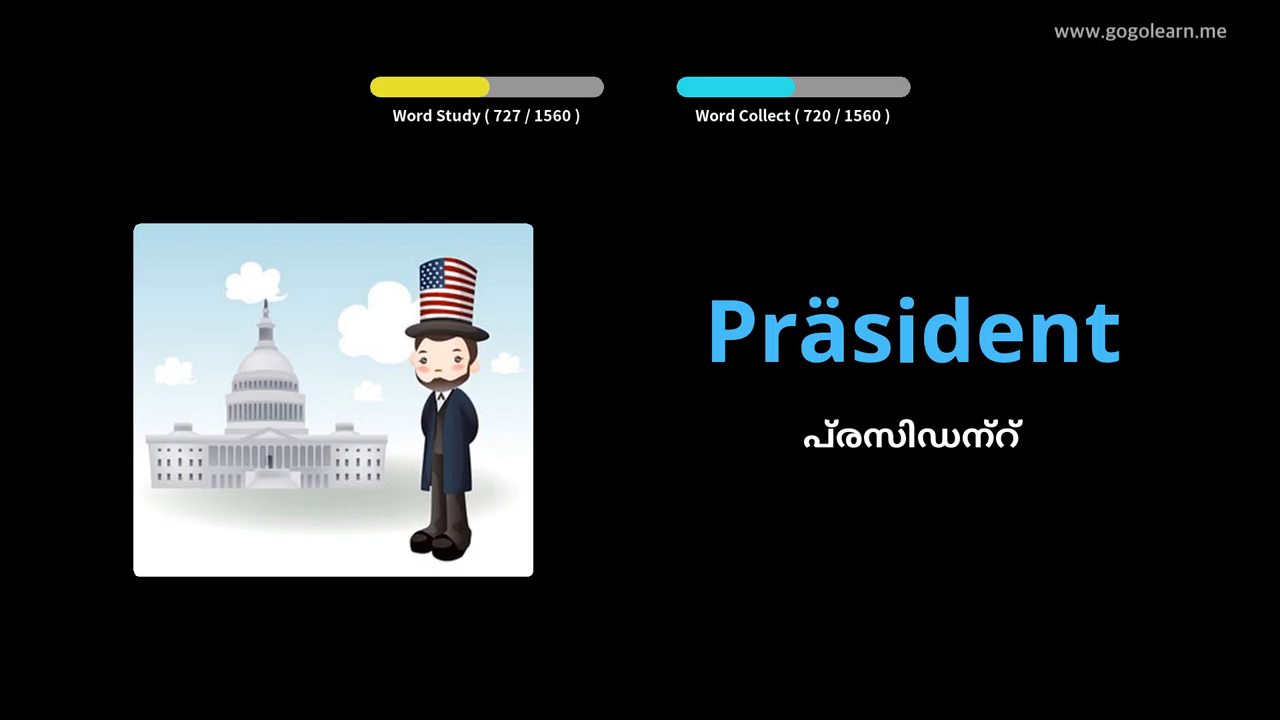 www.gogolearn.me
Word Study ( 727 / 1560 )
Word Collect ( 720 / 1560 )
Präsident
പ്രസിഡന്റ്